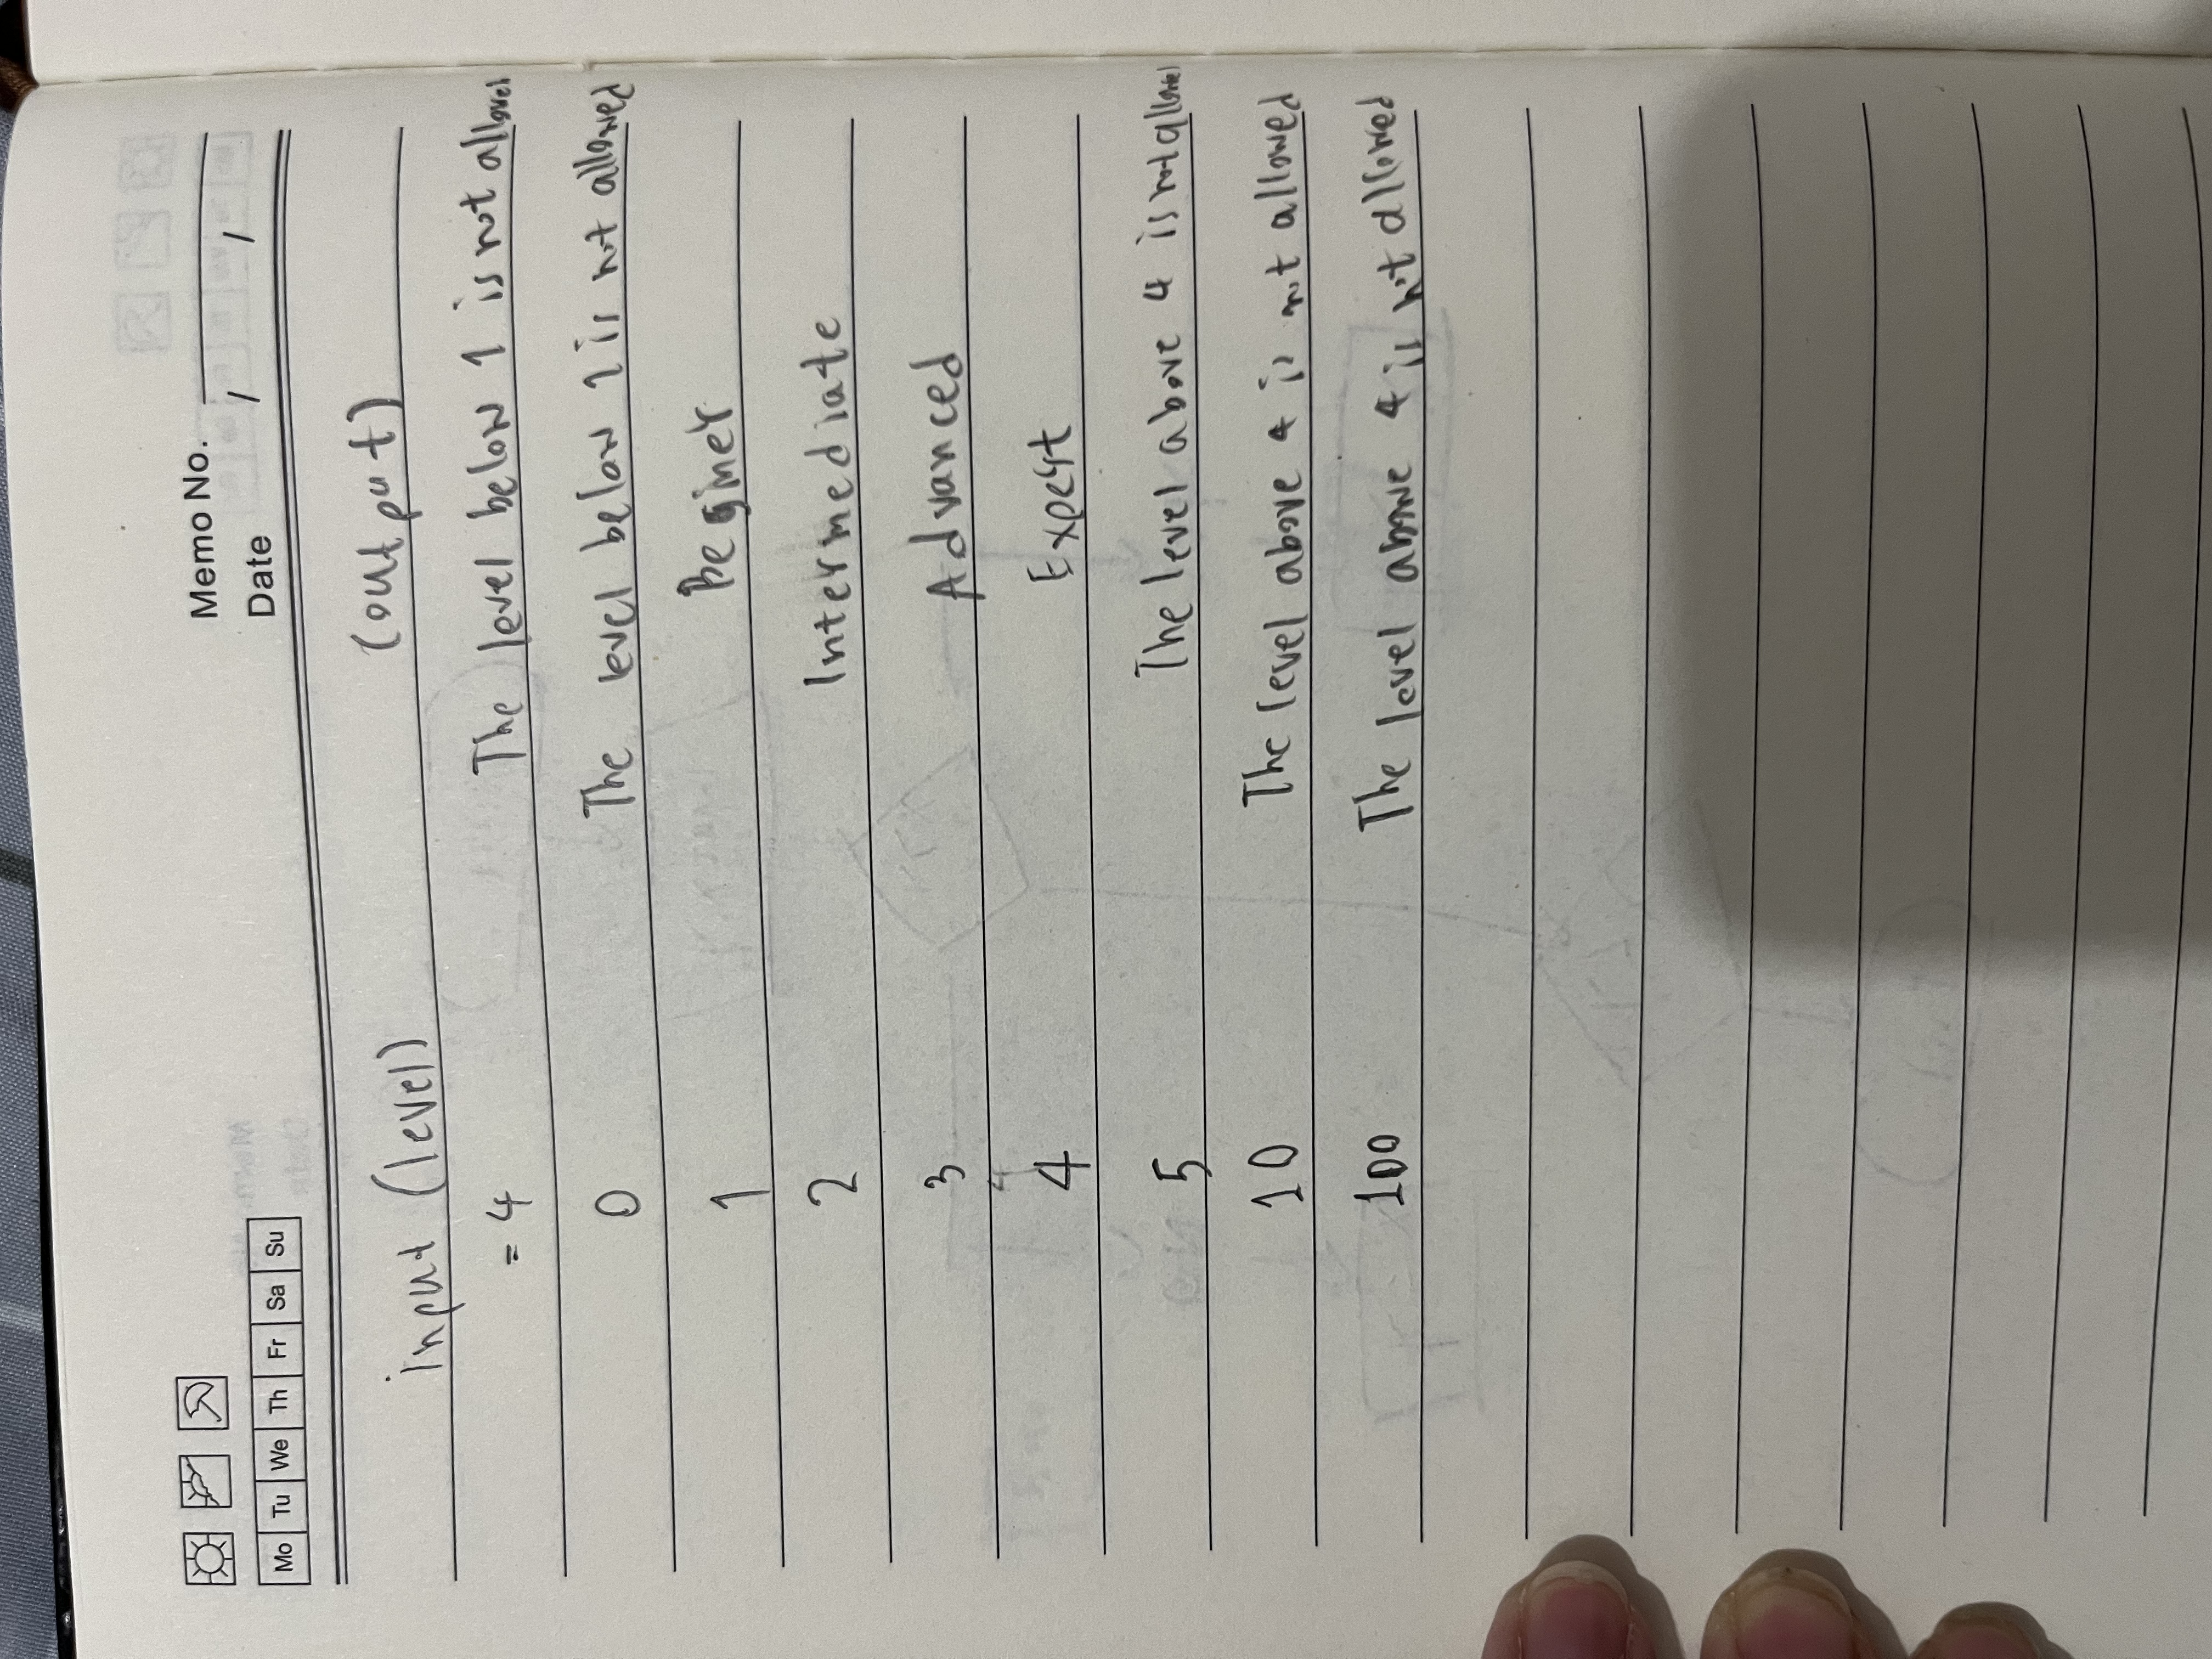 Memo No.
Date / /
Mo Tu We Th Fr Sa Su
input (level) (output)
= 4 The level below 1 is not allowed
0 The level below 1 is not allowed
1 Beginer
2 Intermediate
3 Advanced
4
4 Expert
5 The level above 4 is not allowed
10 The level above 4 is not allowed
100 The level above 4 is not allowed